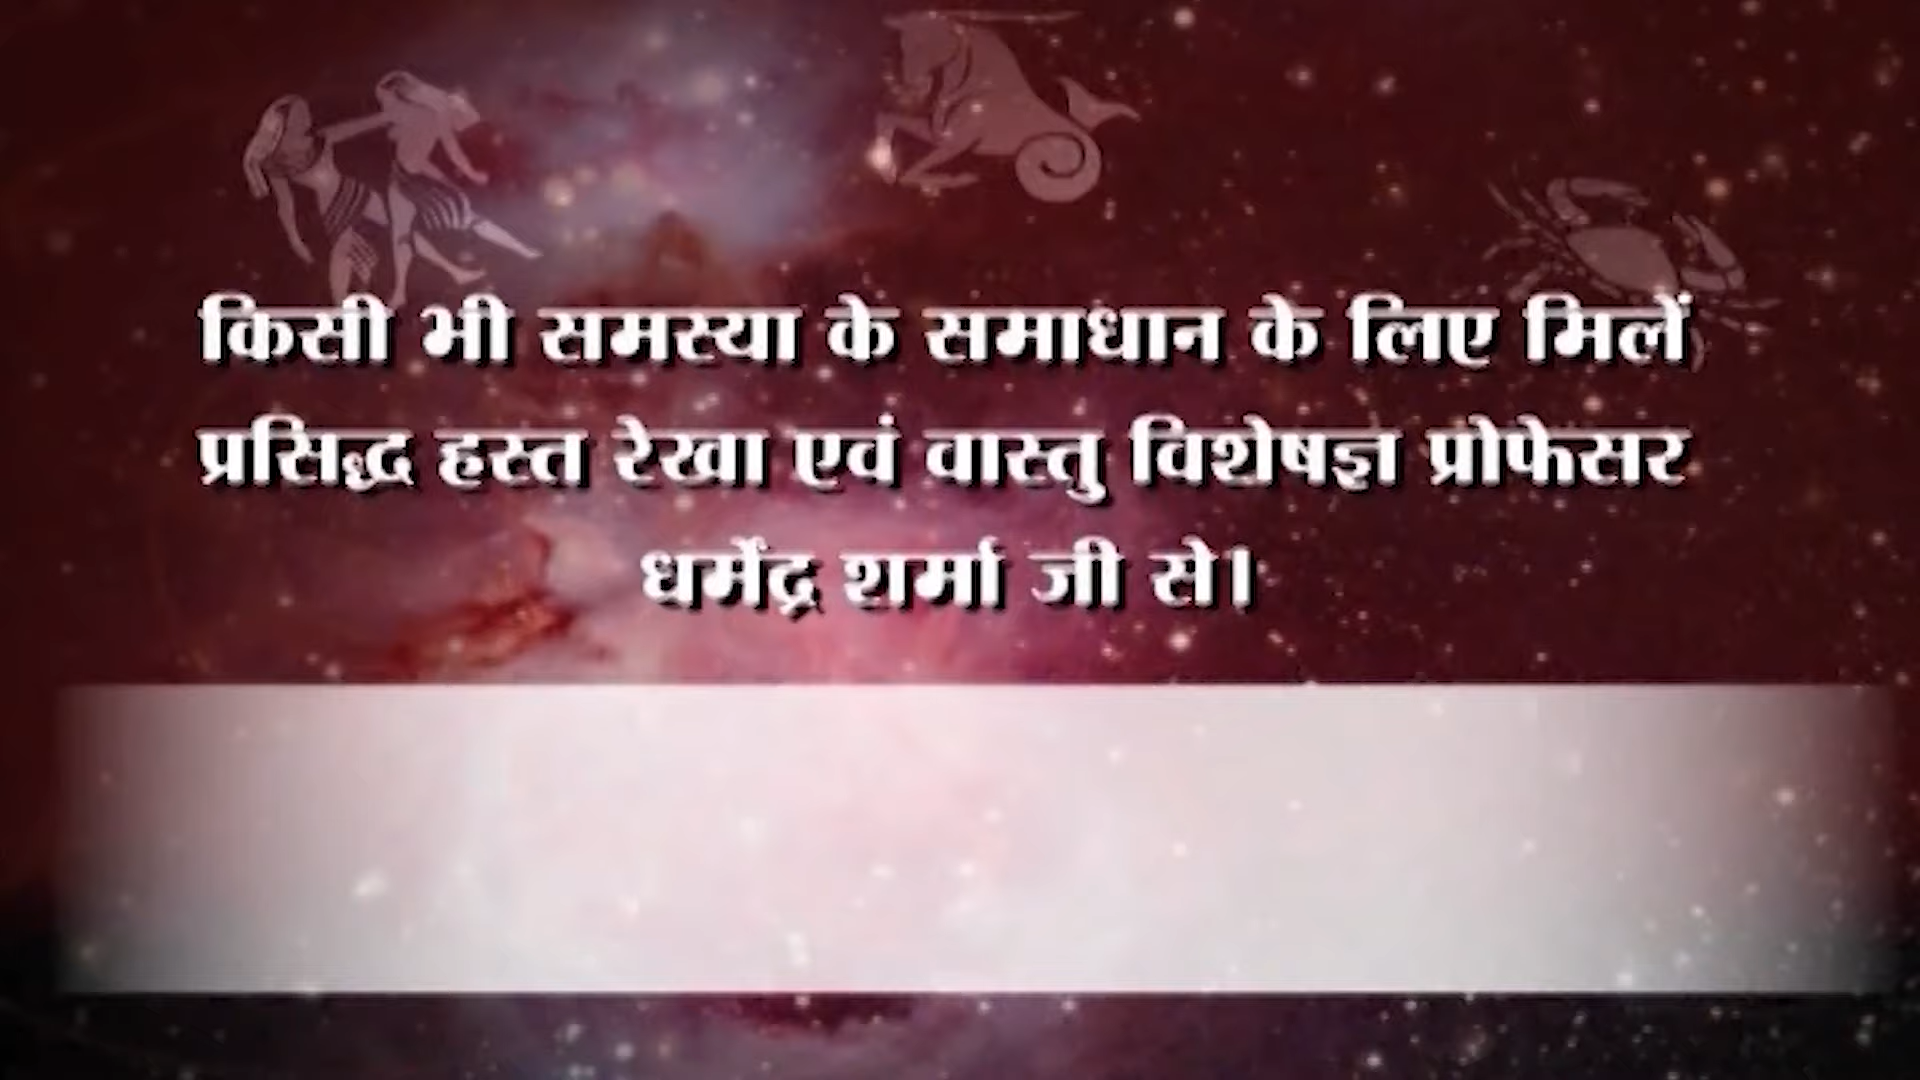 किसी भी समस्या के समाधान के लिए मिलें
प्रसिद्ध हस्त रेखा एवं वास्तु विशेषज्ञ प्रोफेसर
धर्मेंद्र शर्मा जी से।